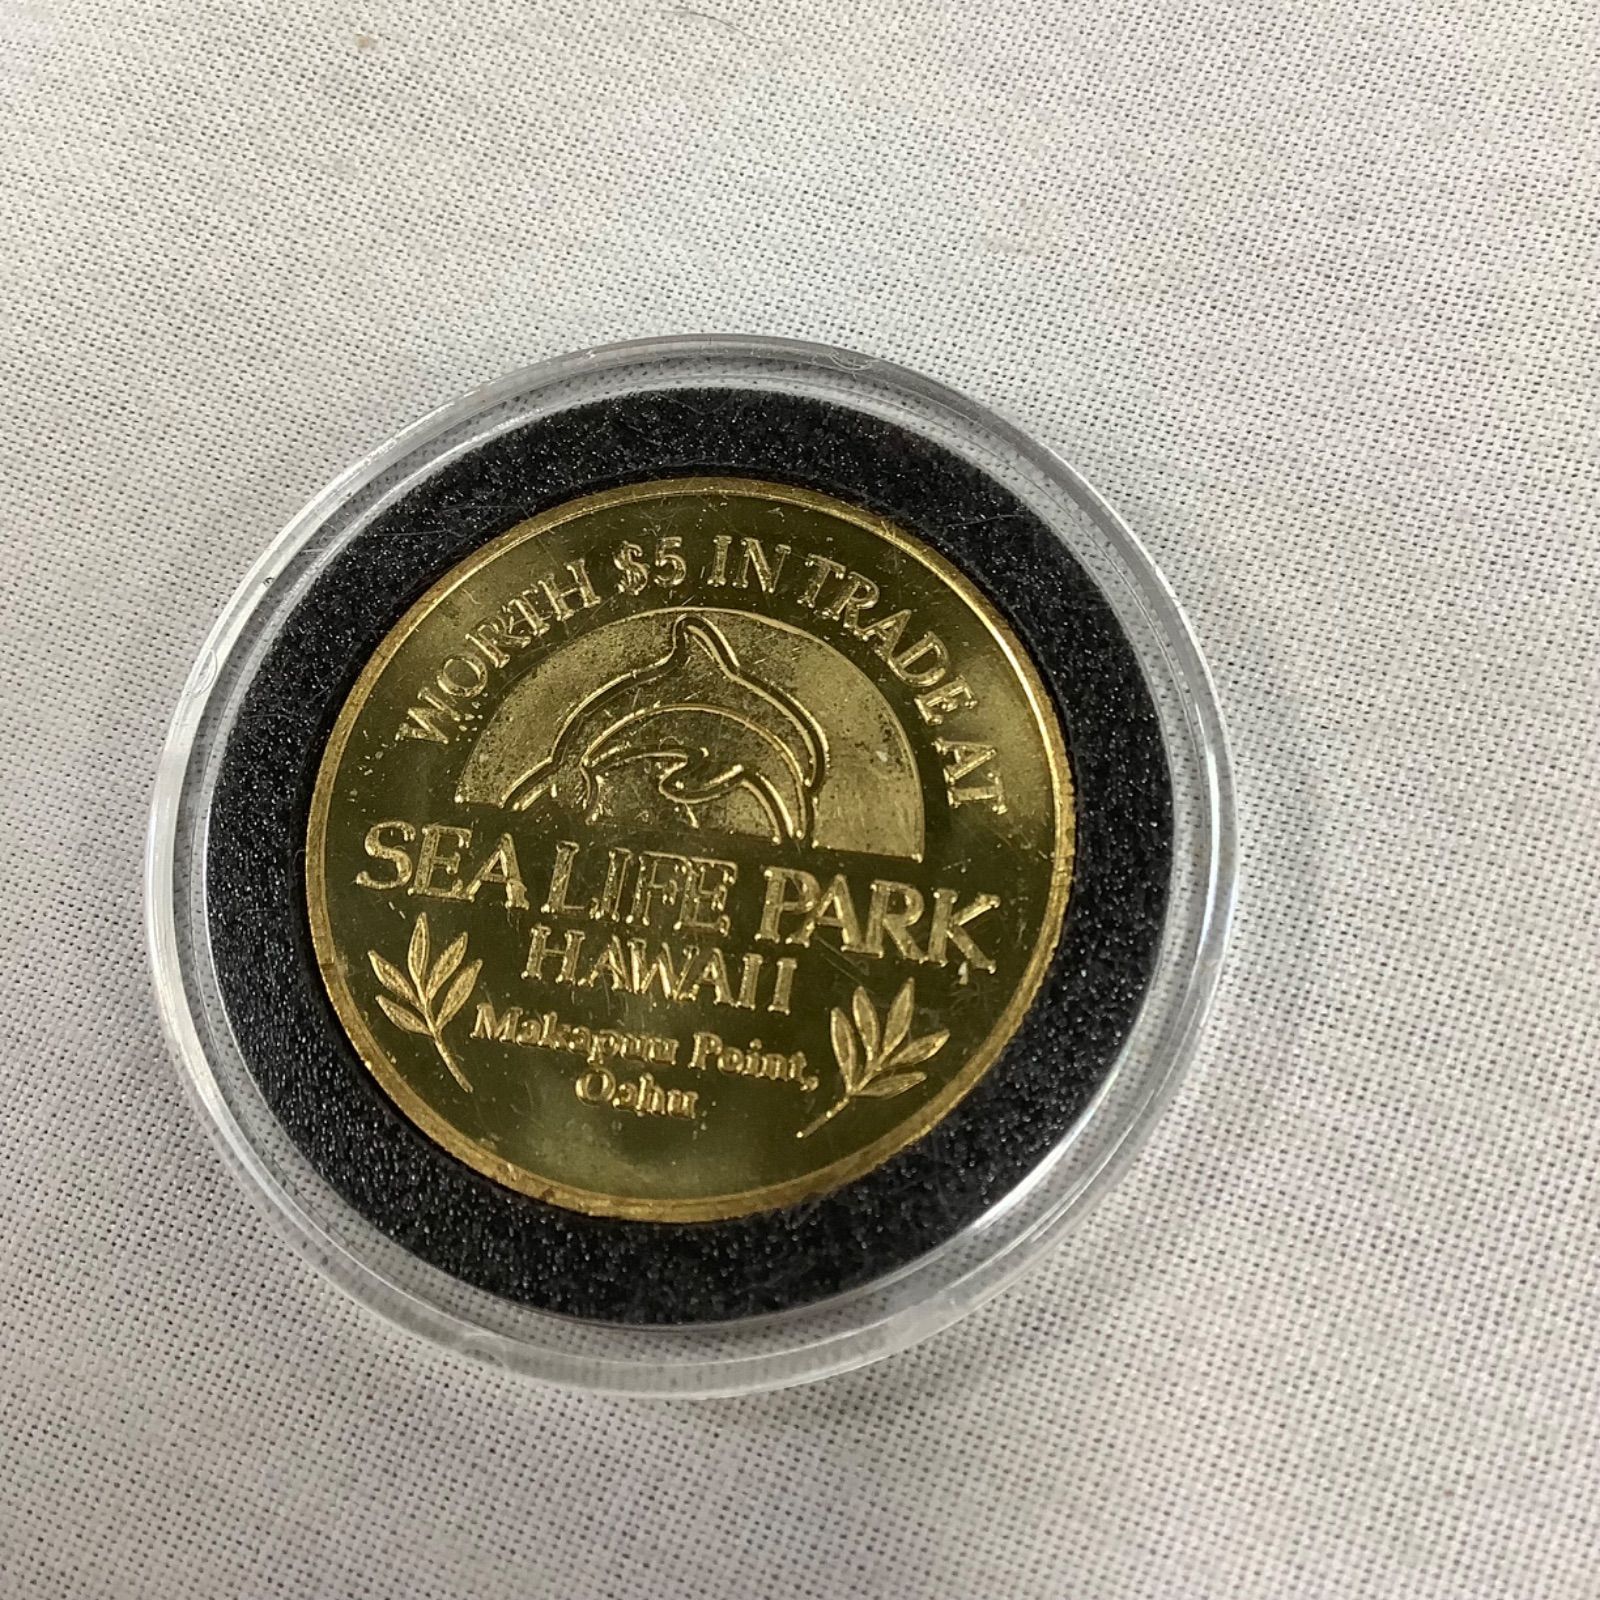 WORTH $5 IN TRADE AT
SEA LIFE PARK
HAWAII
Makapuu Point,
Oahu